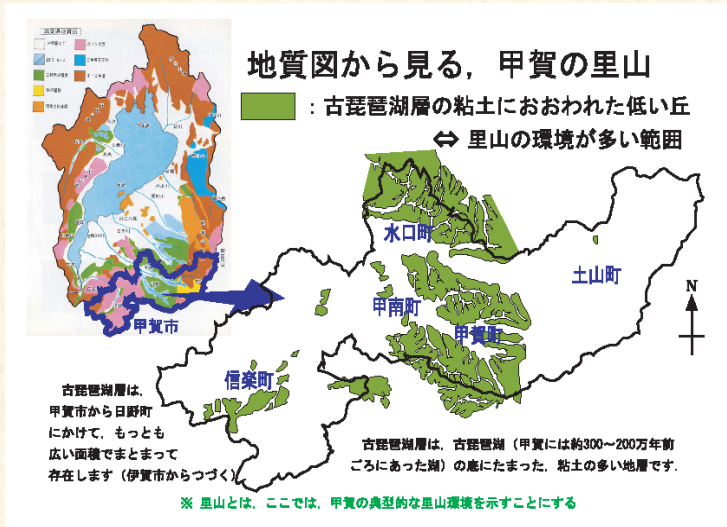 地質図から見る，甲賀の里山
：古琵琶湖層の粘土におおわれた低い丘
⇔ 里山の環境が多い範囲
甲賀市
水口町
土山町
甲南町
甲賀町
信楽町
N
古琵琶湖層は，
甲賀市から日野町
にかけて，もっとも
広い面積でまとまって
存在します（伊賀市からつづく）
古琵琶湖層は，古琵琶湖（甲賀には約300～200万年前
ごろにあった湖）の底にたまった，粘土の多い地層です．
※ 里山とは，ここでは，甲賀の典型的な里山環境を示すことにする